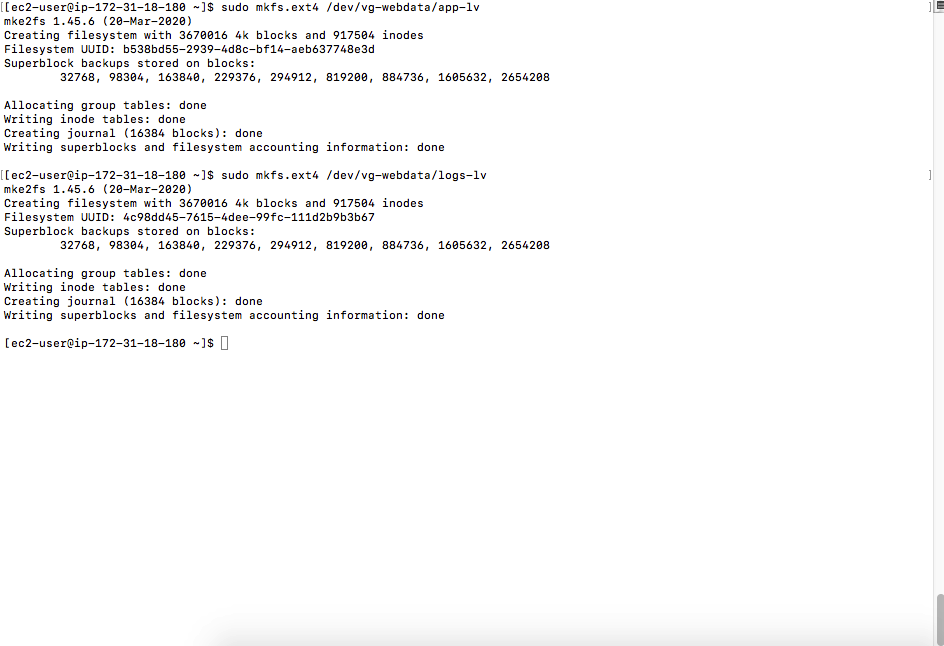 [[ec2-user@ip-172-31-18-180 ~]$ sudo mkfs.ext4 /dev/vg-webdata/app-lv ]
mke2fs 1.45.6 (20-Mar-2020)
Creating filesystem with 3670016 4k blocks and 917504 inodes
Filesystem UUID: b538bd55-2939-4d8c-bf14-aeb637748e3d
Superblock backups stored on blocks:
32768, 98304, 163840, 229376, 294912, 819200, 884736, 1605632, 2654208
Allocating group tables: done
Writing inode tables: done
Creating journal (16384 blocks): done
Writing superblocks and filesystem accounting information: done
[[ec2-user@ip-172-31-18-180 ~]$ sudo mkfs.ext4 /dev/vg-webdata/logs-lv ]
mke2fs 1.45.6 (20-Mar-2020)
Creating filesystem with 3670016 4k blocks and 917504 inodes
Filesystem UUID: 4c98dd45-7615-4dee-99fc-111d2b9b3b67
Superblock backups stored on blocks:
32768, 98304, 163840, 229376, 294912, 819200, 884736, 1605632, 2654208
Allocating group tables: done
Writing inode tables: done
Creating journal (16384 blocks): done
Writing superblocks and filesystem accounting information: done
[ec2-user@ip-172-31-18-180 ~]$